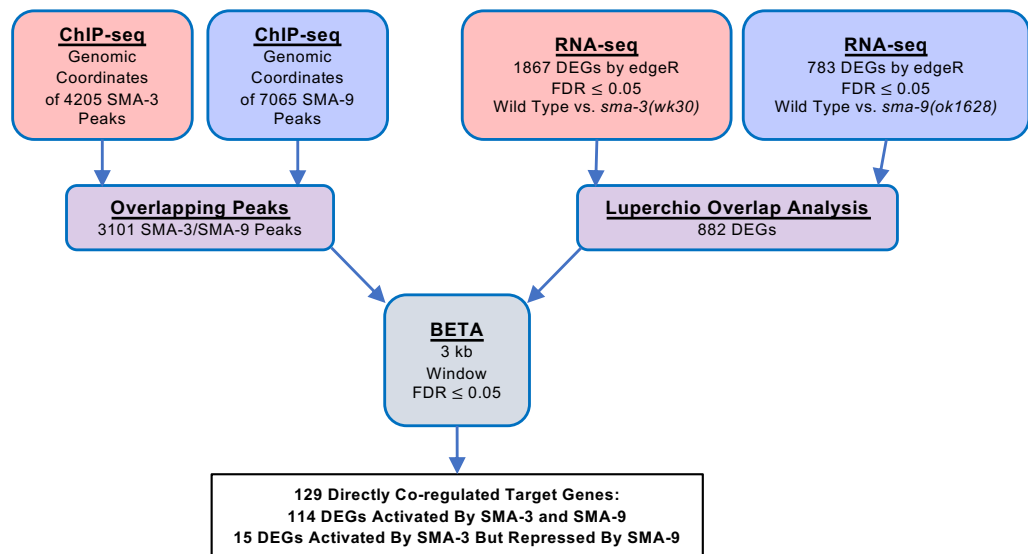 ChIP-seq
Genomic
Coordinates
of 4205 SMA-3
Peaks
ChIP-seq
Genomic
Coordinates
of 7065 SMA-9
Peaks
RNA-seq
1867 DEGs by edgeR
FDR ≤ 0.05
Wild Type vs. sma-3(wk30)
RNA-seq
783 DEGs by edgeR
FDR ≤ 0.05
Wild Type vs. sma-9(ok1628)
Overlapping Peaks
3101 SMA-3/SMA-9 Peaks
Luperchio Overlap Analysis
882 DEGs
BETA
3 kb
Window
FDR ≤ 0.05
129 Directly Co-regulated Target Genes:
114 DEGs Activated By SMA-3 and SMA-9
15 DEGs Activated By SMA-3 But Repressed By SMA-9